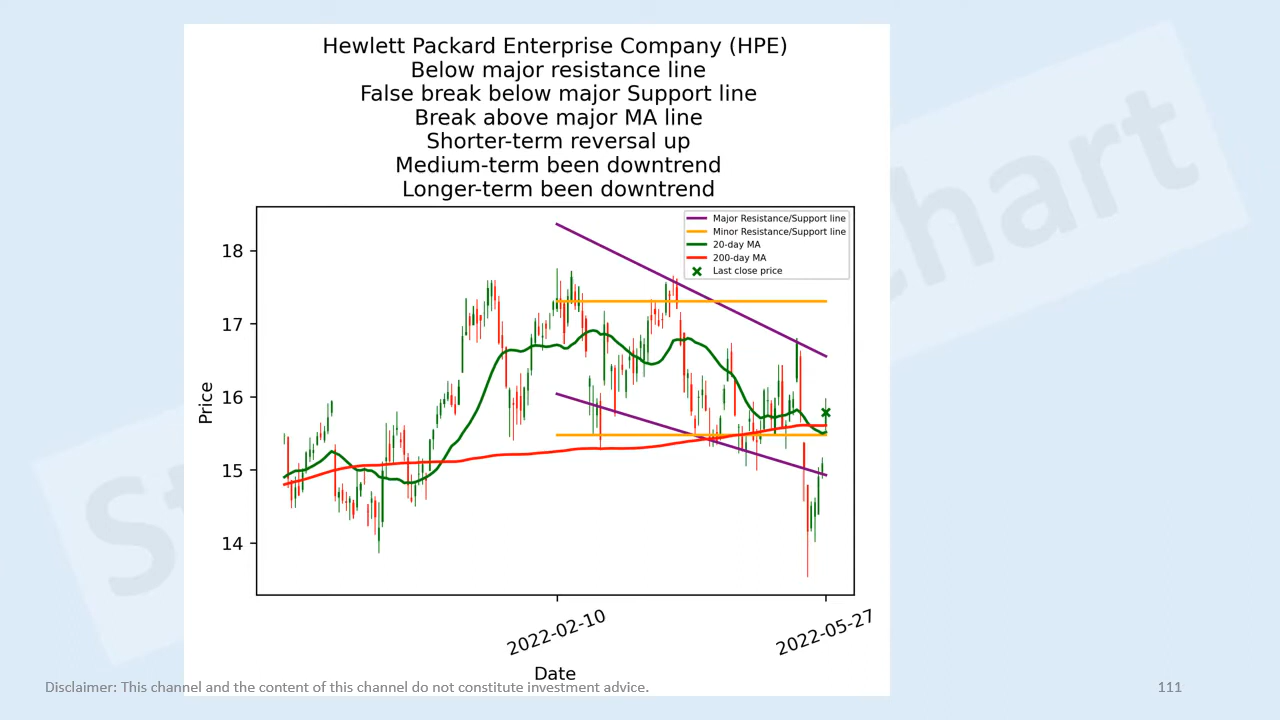 Hewlett Packard Enterprise Company (HPE)
Below major resistance line
False break below major Support line
Break above major MA line
Shorter-term reversal up
Medium-term been downtrend
Longer-term been downtrend
Major Resistance/Support line
Minor Resistance/Support line
20-day MA
200-day MA
Last close price
18
17
16
15
14
Price
2022-02-10
2022-05-27
Date
Disclaimer: This channel and the content of this channel do not constitute investment advice.
111
St
chart